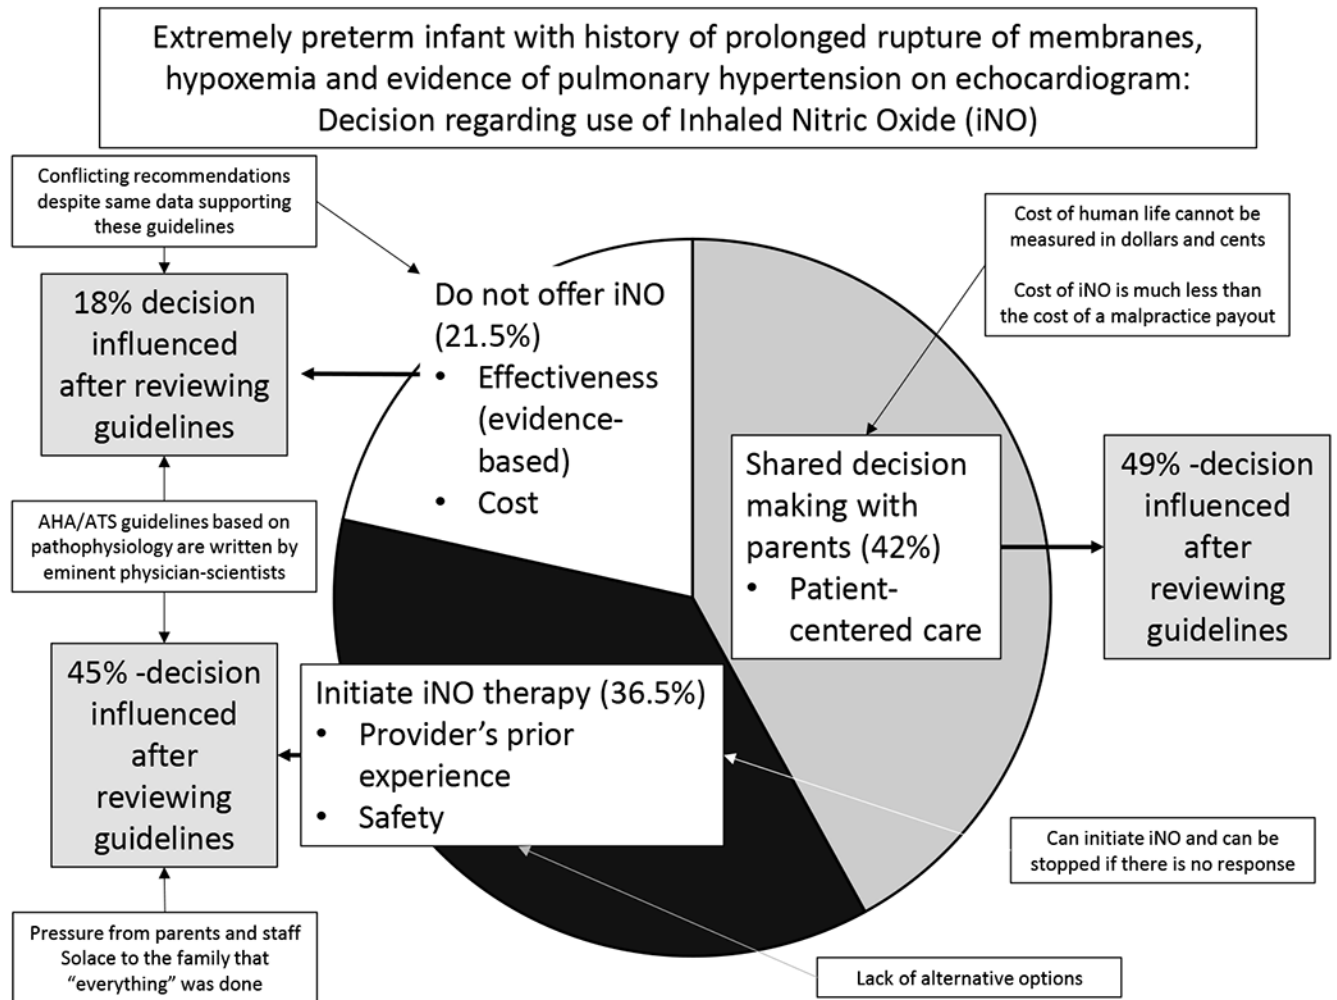 Extremely preterm infant with history of prolonged rupture of membranes,
hypoxemia and evidence of pulmonary hypertension on echocardiogram:
Decision regarding use of Inhaled Nitric Oxide (iNO)
Conflicting recommendations
despite same data supporting
these guidelines
18% decision
influenced
after reviewing
guidelines
AHA/ATS guidelines based on
pathophysiology are written by
eminent physician-scientists
45% -decision
influenced
after
reviewing
guidelines
Pressure from parents and staff
Solace to the family that
“everything” was done
Do not offer iNO
(21.5%)
• Effectiveness
(evidence-
based)
• Cost
Initiate iNO therapy (36.5%)
• Provider’s prior
experience
• Safety
Cost of human life cannot be
measured in dollars and cents
Cost of iNO is much less than
the cost of a malpractice payout
Shared decision
making with
parents (42%)
• Patient-
centered care
49% -decision
influenced
after
reviewing
guidelines
Can initiate iNO and can be
stopped if there is no response
Lack of alternative options